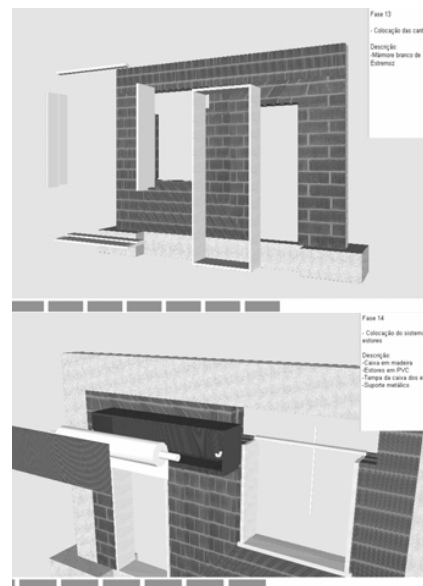 Fase 13
- Colocação das cant
Descrição:
-Mármore branco de
Estremoz
Fase 14
- Colocação do sistema
estores
Descrição:
-Caixa em madeira
-Estores em PVC
-Tampa da caixa dos e
-Suporte metálico